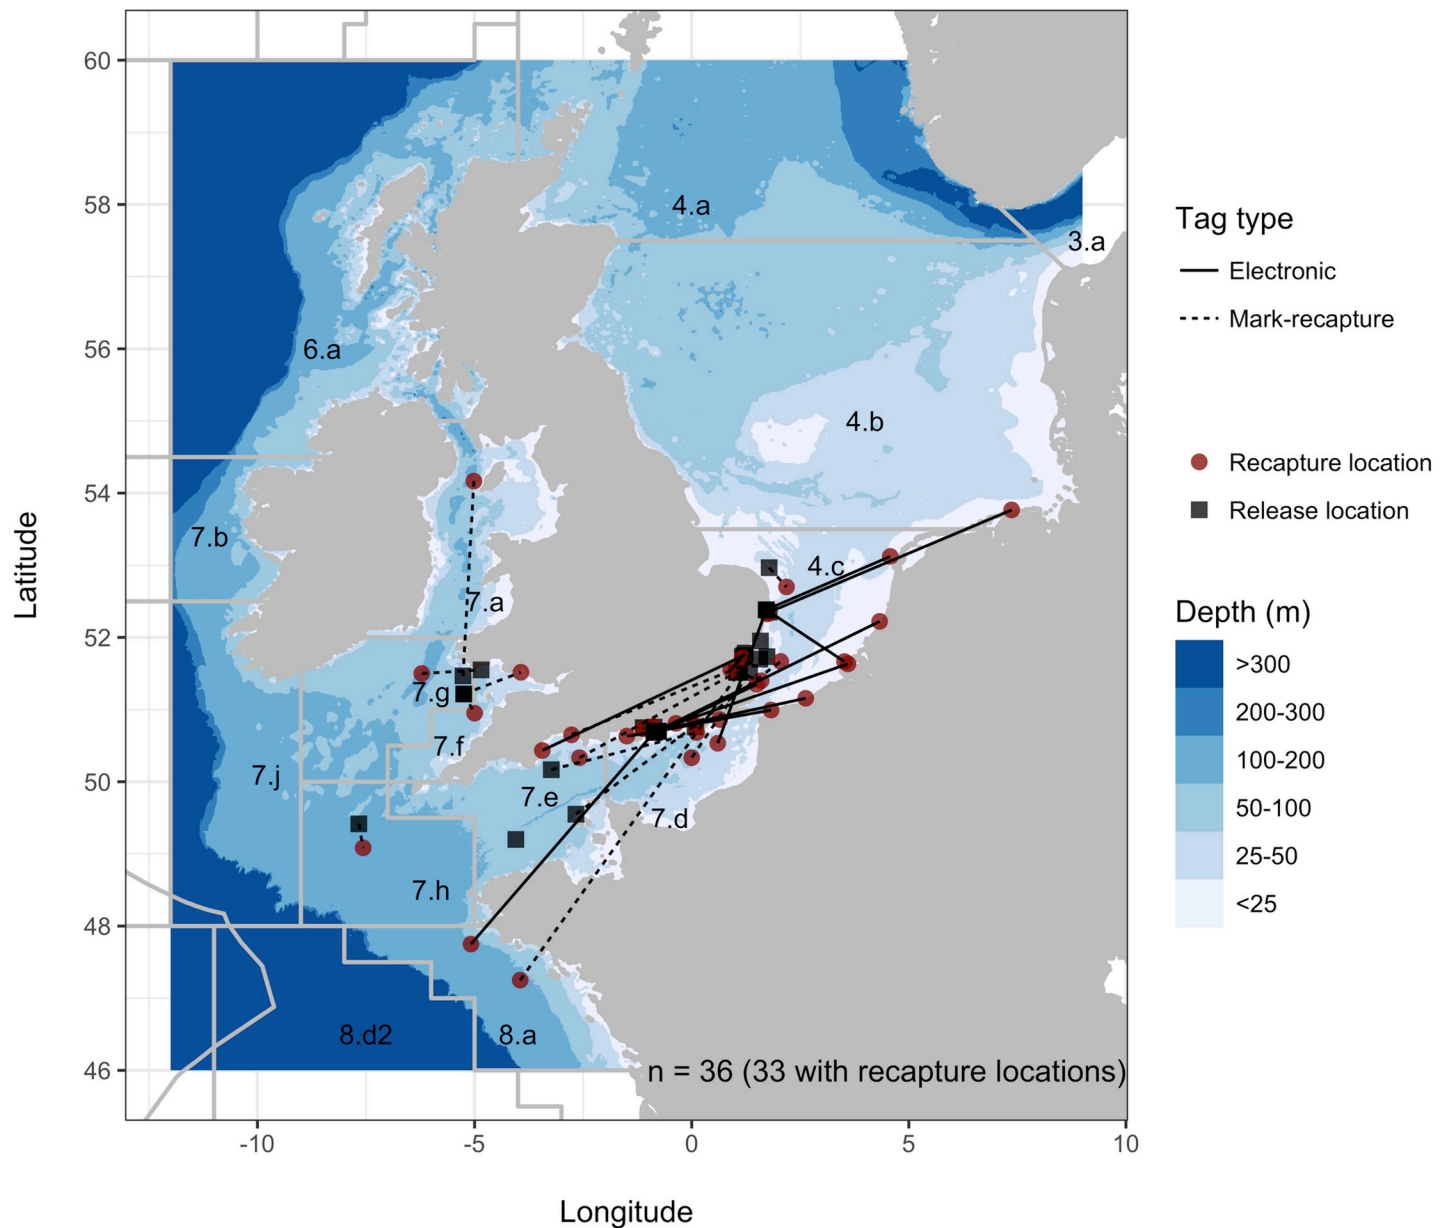 60
58
56
54
52
50
48
46
Latitude
-10
-5
0
5
10
Longitude
4.a
3.a
6.a
4.b
7.b
4.c
7.a
7.g
7.f
7.j
7.e
7.d
7.h
8.d2
8.a
n = 36 (33 with recapture locations)
Tag type
Electronic
Mark-recapture
Recapture location
Release location
Depth (m)
>300
200-300
100-200
50-100
25-50
<25